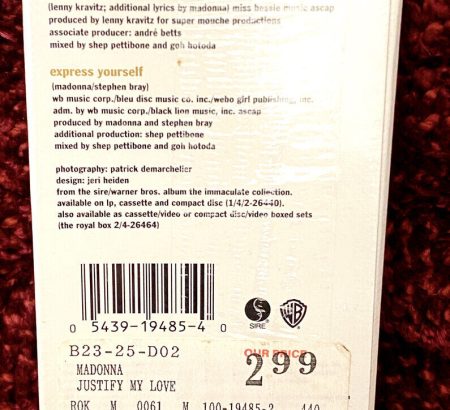 (lenny kravitz; additional lyrics by madonna) miss bessie music ascap
produced by lenny kravitz for super monche productions
associate producer: andré betts
mixed by shep pettibone and goh hotoda
express yourself
(madonna/stephen bray)
wb music corp./bleu disc music co. inc./webo girl publishing, inc.
adm. by wb music corp./black lion music, inc. ascap
produced by madonna and stephen bray
additional production: shep pettibone
mixed by shep pettibone and goh hotoda
photography: patrick demarchelier
design: jeri heiden
from the sire/warner bros. album the immaculate collection.
available on lp, cassette and compact disc (1/4/2-26440).
also available as cassette/video or compact disc/video boxed sets
(the royal box 2/4-26464)
0 5439-19485-4 0
SIRE
WB
B23-25-D02
OUR PRICE
2 99
MADONNA
JUSTIFY MY LOVE
ROK M 0061 M 100-19485-2 440